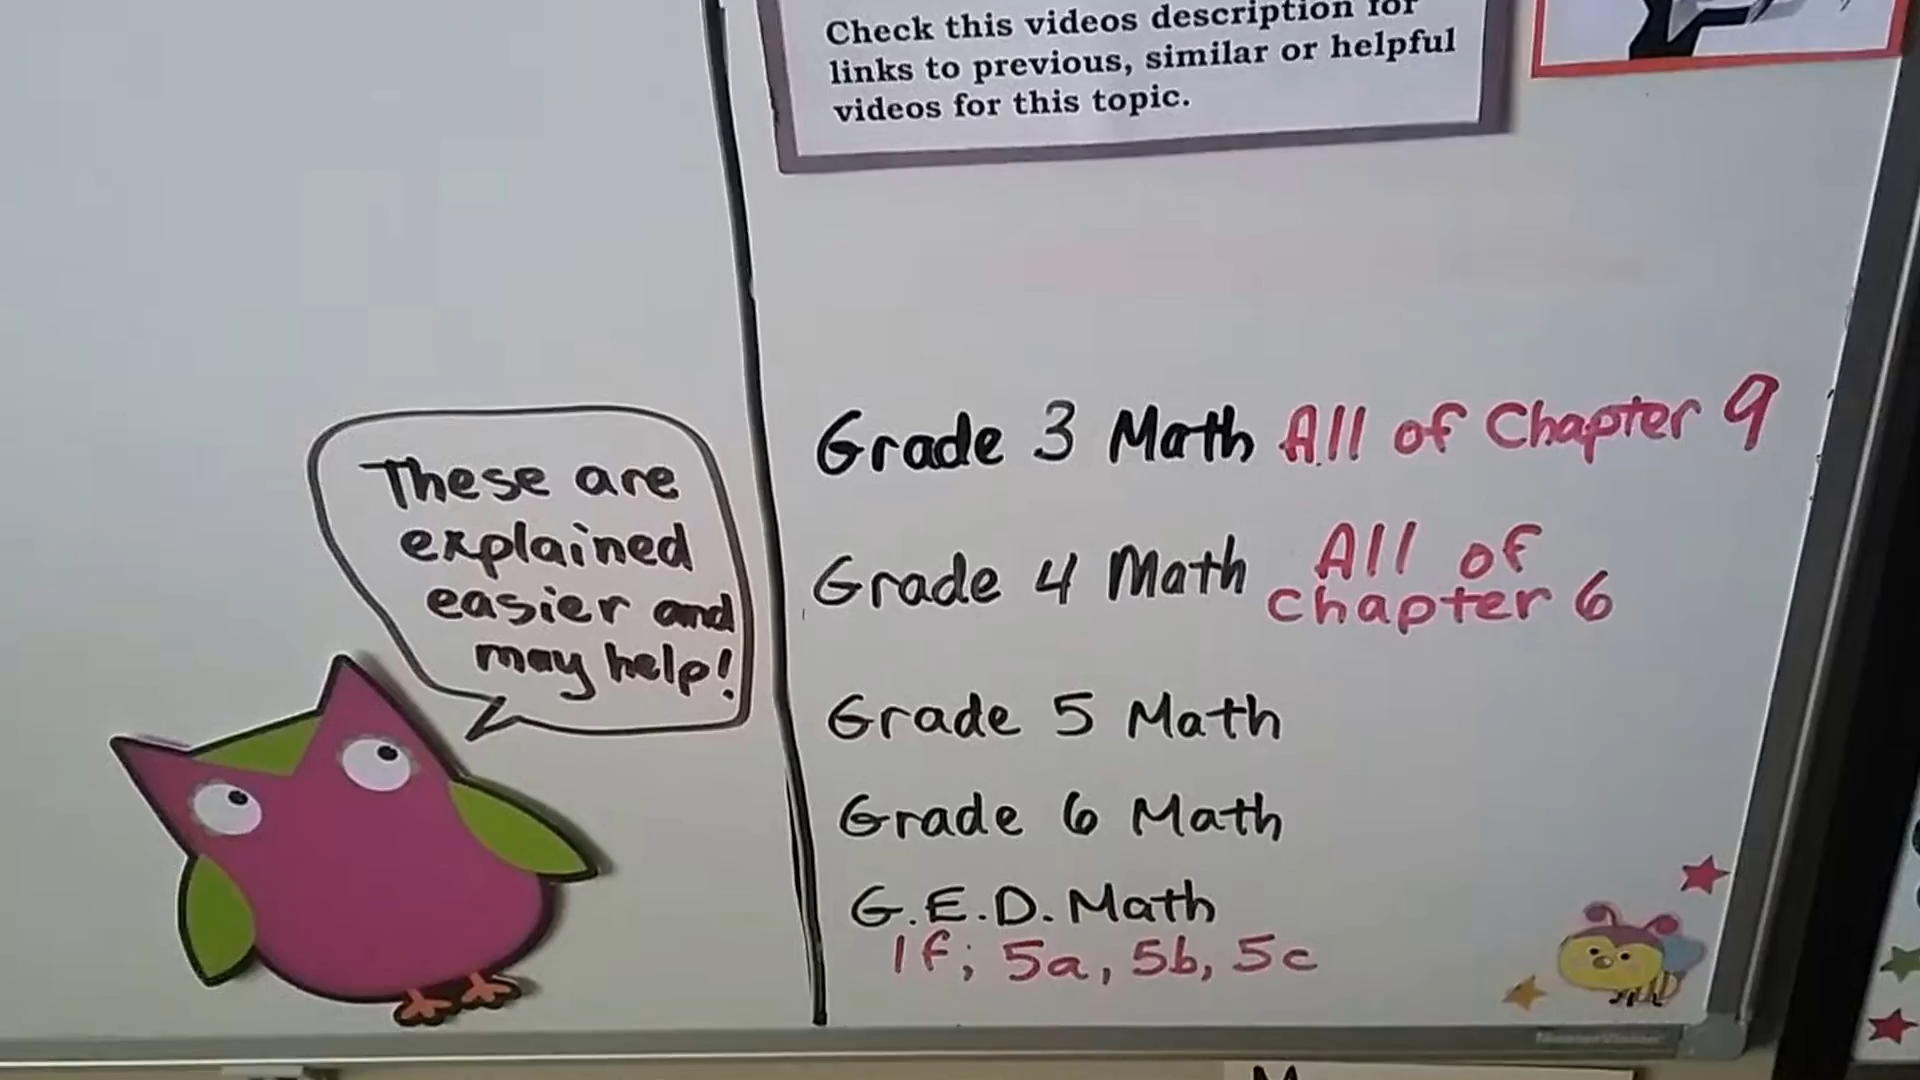 Check this videos description for
links to previous, similar or helpful
videos for this topic.
These are
explained
easier and
may help!
Grade 3 Math All of Chapter 9
Grade 4 Math All of
chapter 6
Grade 5 Math
Grade 6 Math
G.E.D. Math
1f; 5a, 5b, 5c